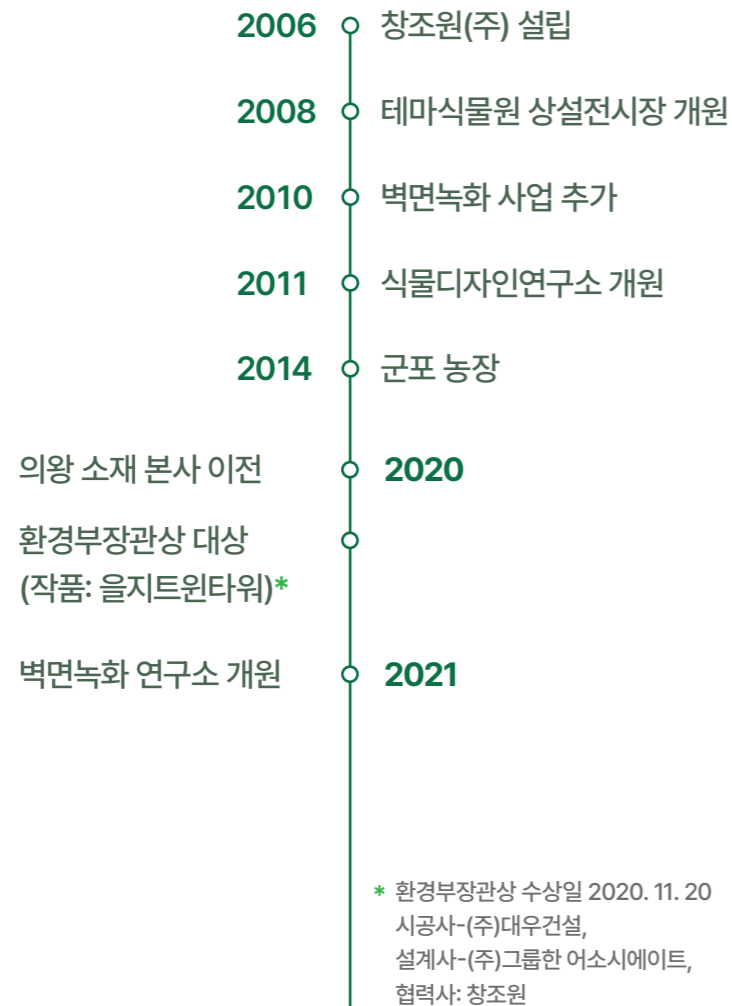 2006 창조원(주) 설립
2008 테마식물원 상설전시장 개원
2010 벽면녹화 사업 추가
2011 식물디자인연구소 개원
2014 군포 농장
의왕 소재 본사 이전 2020
환경부장관상 대상
(작품: 을지트윈타워)*
벽면녹화 연구소 개원 2021
* 환경부장관상 수상일 2020. 11. 20
시공사-(주)대우건설,
설계사-(주)그룹한 어소시에이트,
협력사: 창조원